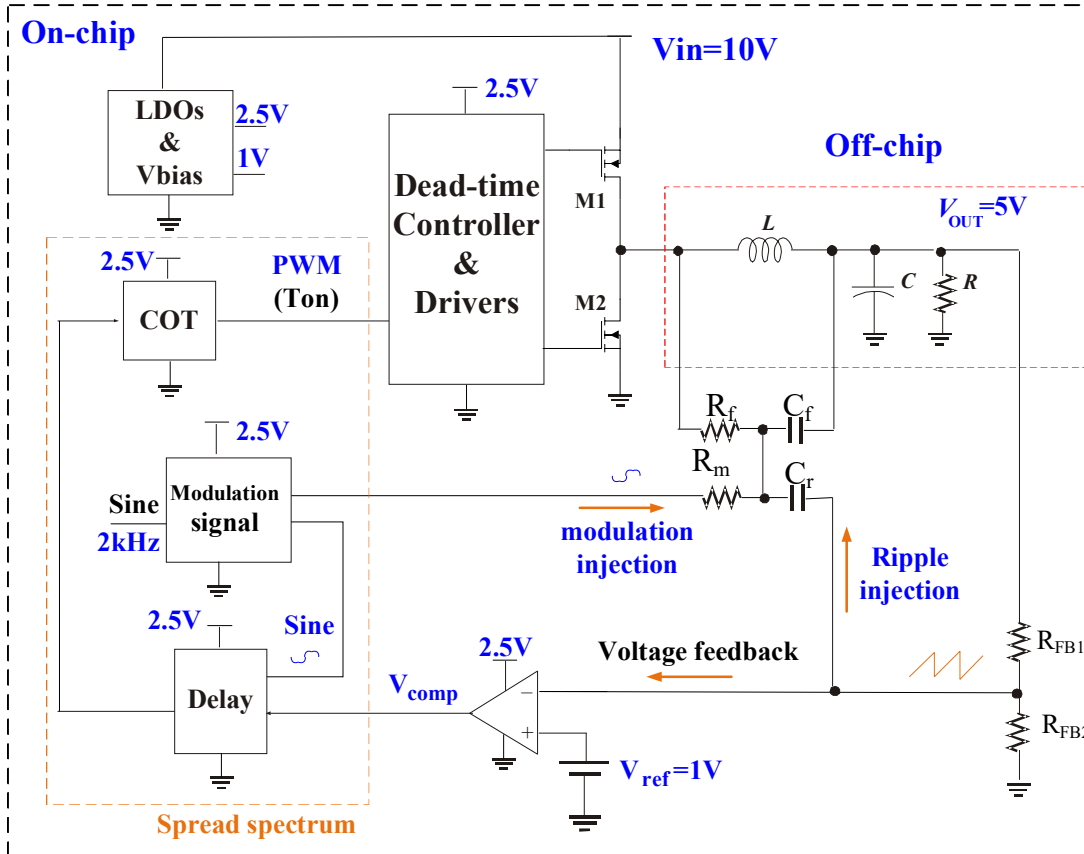 On-chip
Vin=10V
LDOs
&
Vbias
2.5V
1V
2.5V
Dead-time
Controller
&
Drivers
M1
M2
Off-chip
VOUT=5V
L
C
R
2.5V
COT
PWM
(Ton)
Rf
Cf
Rm
Cr
2.5V
Modulation
signal
Sine
2kHz
modulation
injection
Ripple
injection
2.5V
Sine
Delay
Vcomp
2.5V
Voltage feedback
−
+
Vref=1V
RFB1
RFB2
Spread spectrum